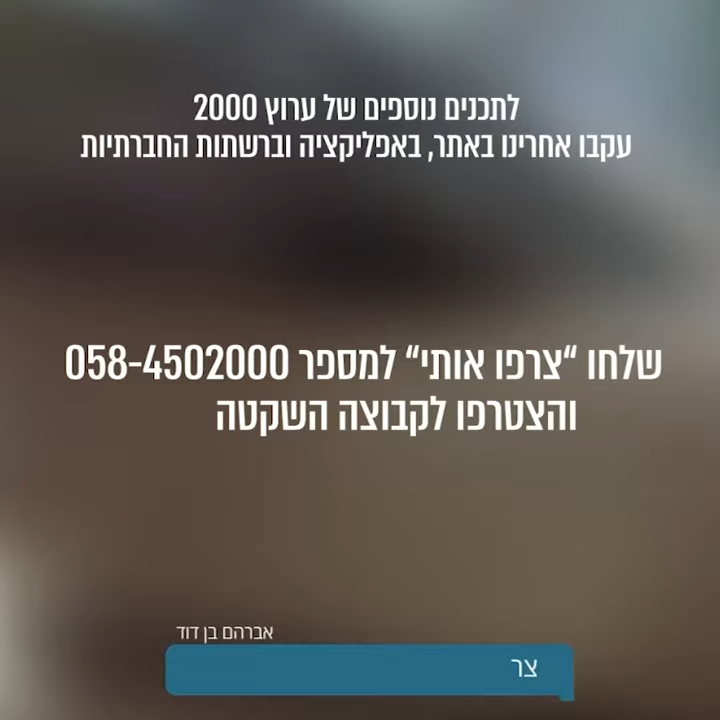 לתכנים נוספים של ערוץ 2000
עקבו אחרינו באתר, באפליקציה וברשתות החברתיות
שלחו "צרפו אותי" למספר 058-4502000
והצטרפו לקבוצה השקטה
אברהם בן דוד
צר